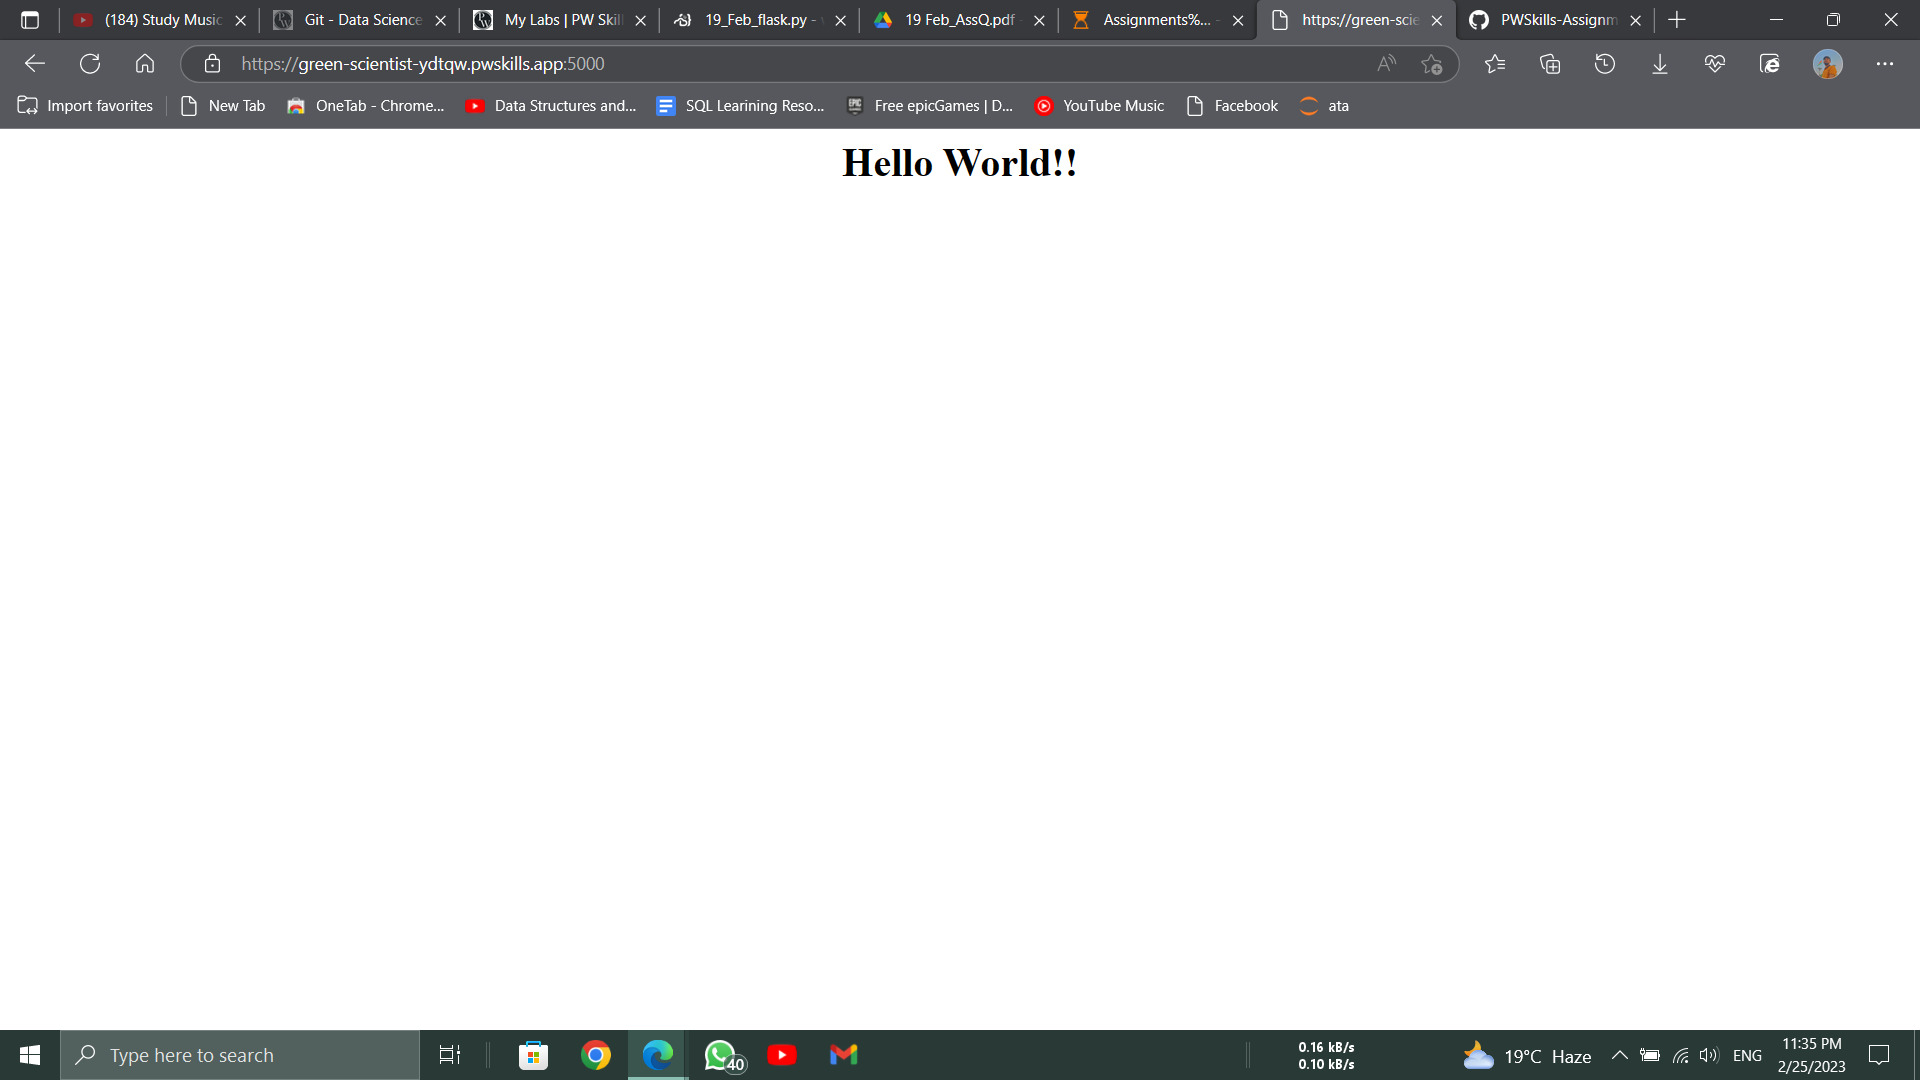 (184) Study Music
Git - Data Science
My Labs | PW Skill
19_Feb_flask.py -
19 Feb_AssQ.pdf
Assignments%... -
https://green-scie
PWSkills-Assignm
https://green-scientist-ydtqw.pwskills.app:5000
Import favorites
New Tab
OneTab - Chrome...
Data Structures and...
SQL Learining Reso...
Free epicGames | D...
YouTube Music
Facebook
ata
Hello World!!
Type here to search
40
0.16 kB/s
0.10 kB/s
19°C Haze
ENG
11:35 PM
2/25/2023